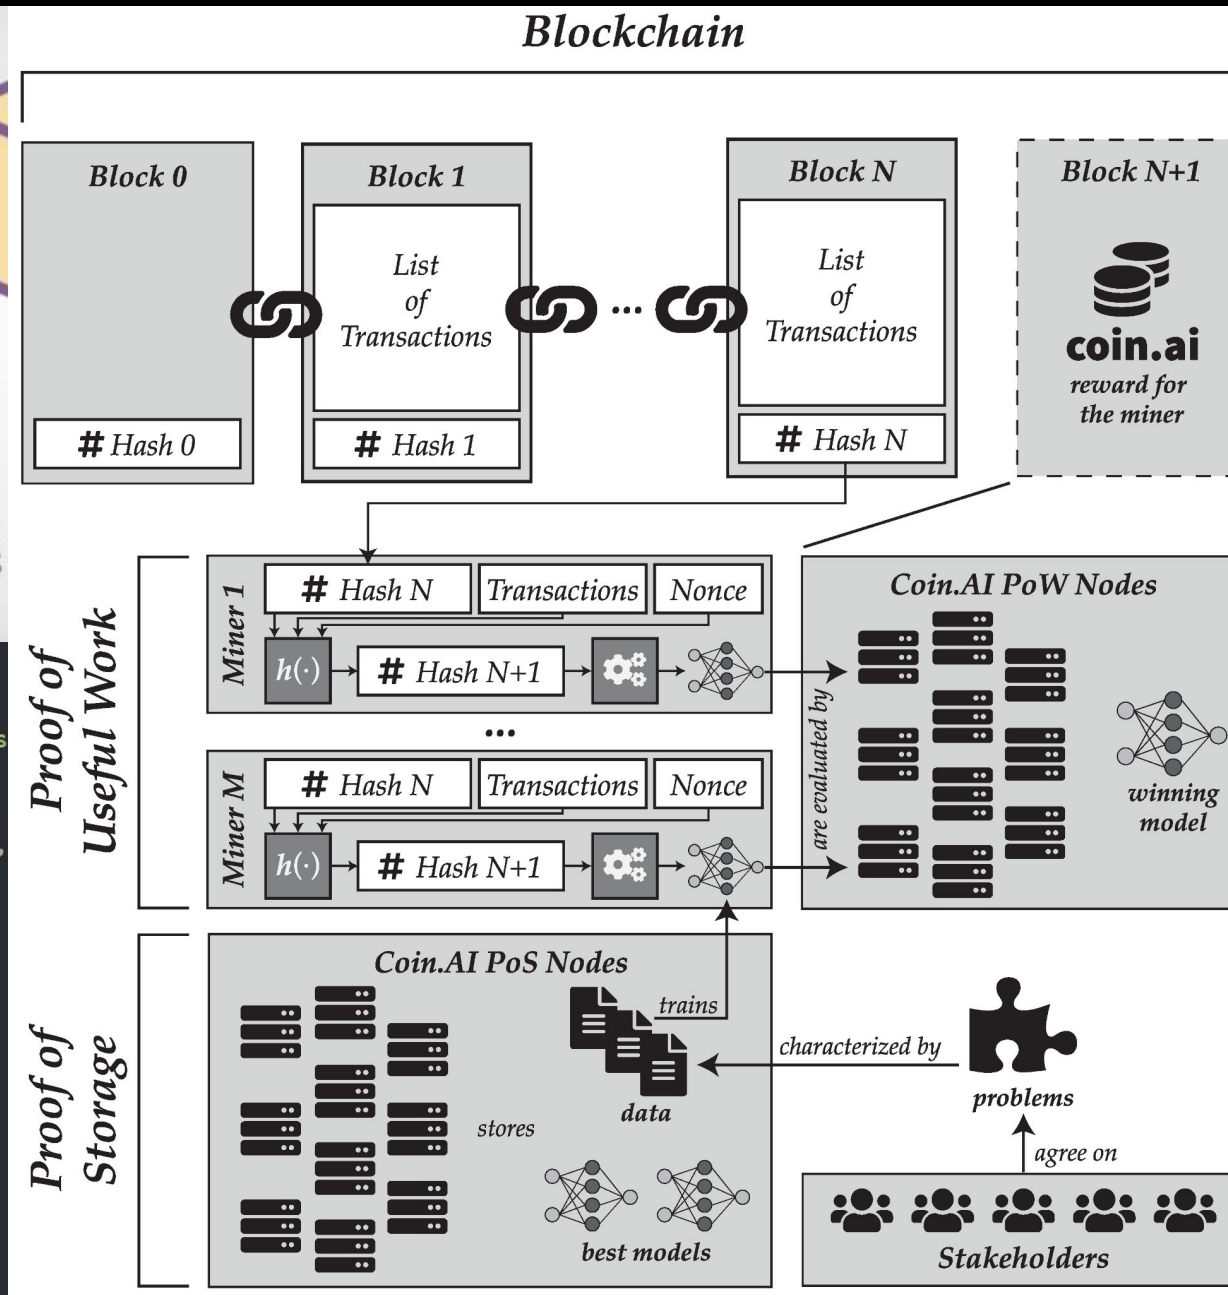 Blockchain
Block 0
Block 1
Block N
Block N+1
List
of
Transactions
...
List
of
Transactions
coin.ai
reward for
the miner
# Hash 0
# Hash 1
# Hash N
Proof of
Useful Work
Miner 1
# Hash N
Transactions
Nonce
h(·)
# Hash N+1
...
Miner M
# Hash N
Transactions
Nonce
h(·)
# Hash N+1
are evaluated by
Coin.AI PoW Nodes
winning
model
Proof of
Storage
Coin.AI PoS Nodes
trains
data
stores
best models
characterized by
problems
agree on
Stakeholders